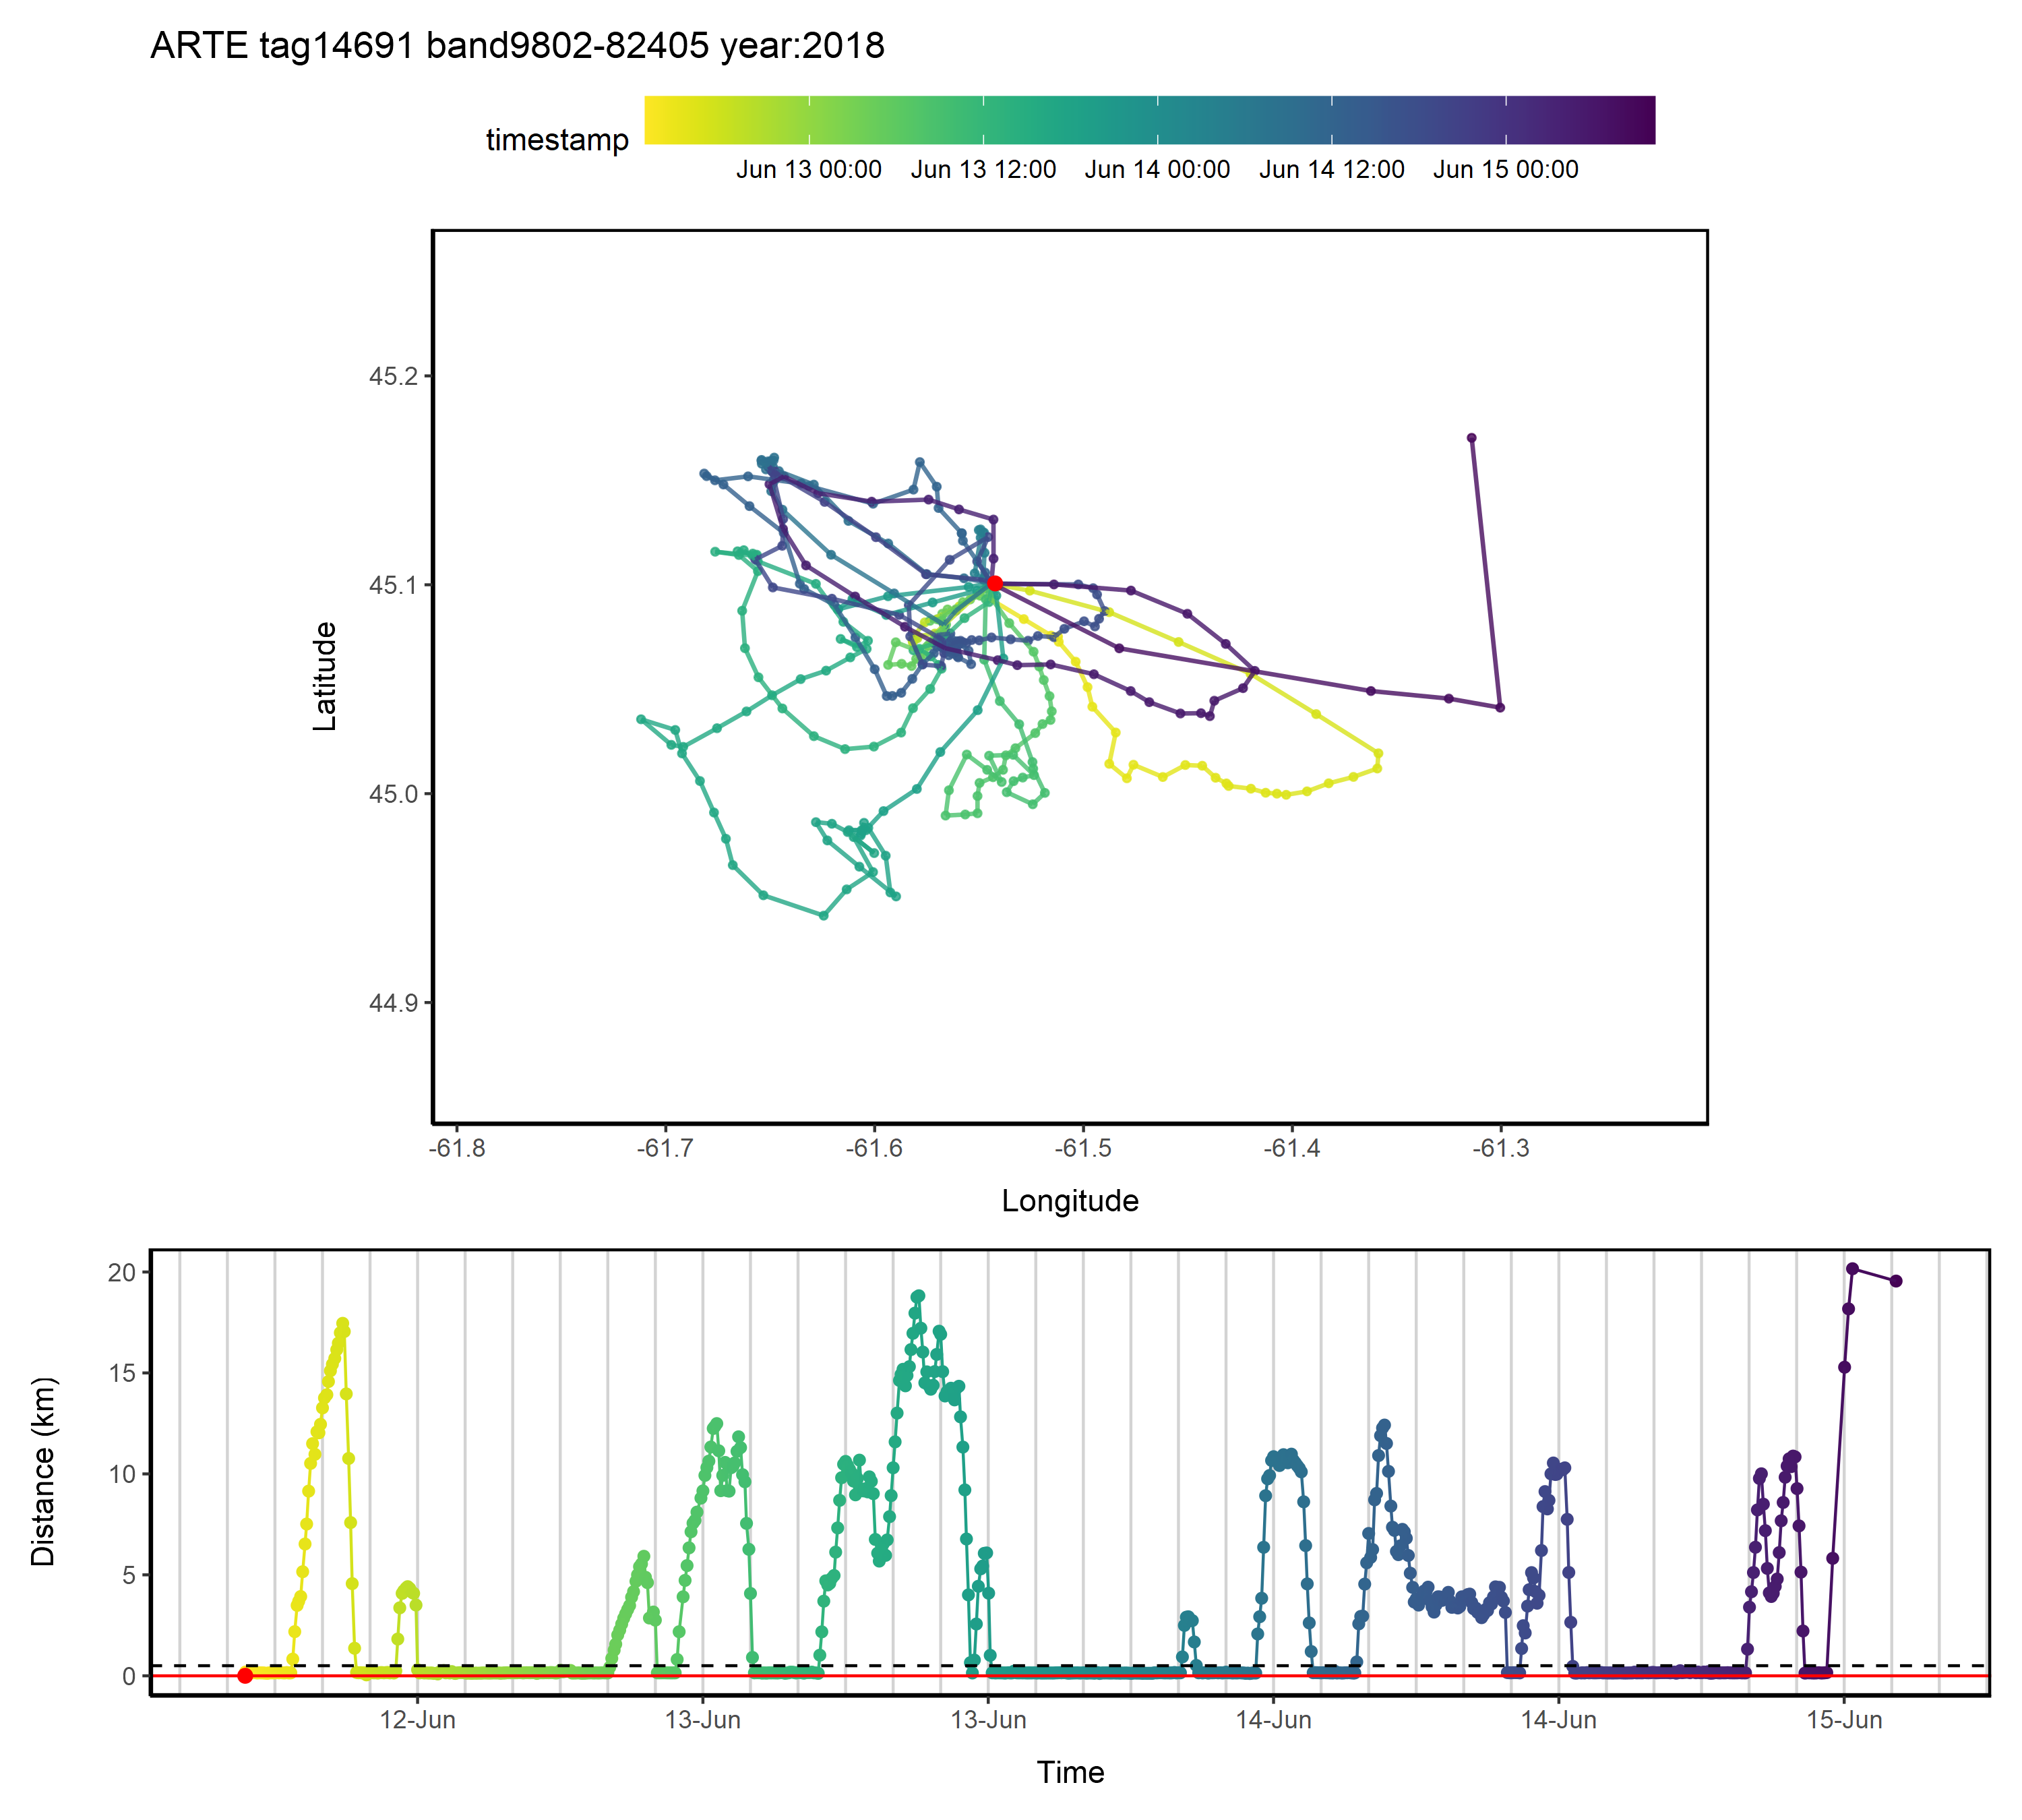 ARTE tag14691 band9802-82405 year:2018
timestamp
Jun 13 00:00 Jun 13 12:00 Jun 14 00:00 Jun 14 12:00 Jun 15 00:00
45.2
45.1
45.0
44.9
Latitude
-61.8 -61.7 -61.6 -61.5 -61.4 -61.3
Longitude
20
15
10
5
0
Distance (km)
12-Jun 13-Jun 13-Jun 14-Jun 14-Jun 15-Jun
Time